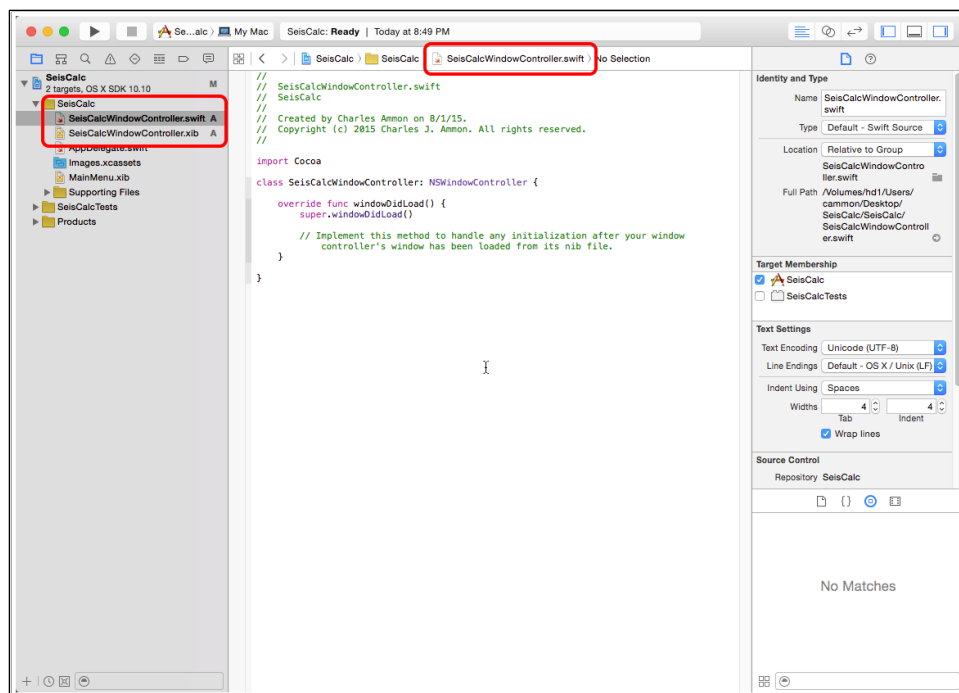 Se...alc
My Mac
SeisCalc: Ready | Today at 8:49 PM
SeisCalc
2 targets, OS X SDK 10.10
M
SeisCalc
SeisCalcWindowController.swift A
SeisCalcWindowController.xib A
AppDelegate.swift
Images.xcassets
MainMenu.xib
Supporting Files
SeisCalcTests
Products
SeisCalc
SeisCalc
SeisCalcWindowController.swift
No Selection
//
// SeisCalcWindowController.swift
// SeisCalc
//
// Created by Charles Ammon on 8/1/15.
// Copyright (c) 2015 Charles J. Ammon. All rights reserved.
//
import Cocoa
class SeisCalcWindowController: NSWindowController {
override func windowDidLoad() {
super.windowDidLoad()
// Implement this method to handle any initialization after your window
controller's window has been loaded from its nib file.
}
}
Identity and Type
Name SeisCalcWindowController.
swift
Type Default - Swift Source
Location Relative to Group
SeisCalcWindowContro
ller.swift
Full Path /Volumes/hd1/Users/
cammon/Desktop/
SeisCalc/SeisCalc/
SeisCalcWindowControll
er.swift
Target Membership
SeisCalc
SeisCalcTests
Text Settings
Text Encoding Unicode (UTF-8)
Line Endings Default - OS X / Unix (LF)
Indent Using Spaces
Widths 4 4
Tab Indent
Wrap lines
Source Control
Repository SeisCalc
{ }
No Matches